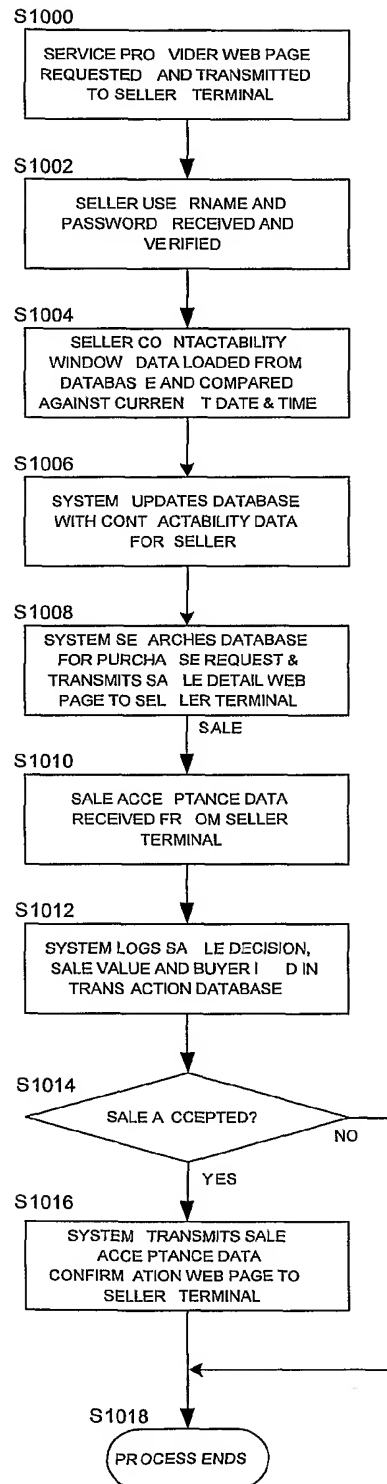 S1000
SERVICE PRO VIDER WEB PAGE
REQUESTED AND TRANSMITTED
TO SELLER TERMINAL
S1002
SELLER USE RNAME AND
PASSWORD RECEIVED AND
VERIFIED
S1004
SELLER CO NTACTABILITY
WINDOW DATA LOADED FROM
DATABAS E AND COMPARED
AGAINST CURREN T DATE & TIME
S1006
SYSTEM UPDATES DATABASE
WITH CONT ACTABILITY DATA
FOR SELLER
S1008
SYSTEM SE ARCHES DATABASE
FOR PURCHA SE REQUEST &
TRANSMITS SA LE DETAIL WEB
PAGE TO SEL LER TERMINAL
SALE
S1010
SALE ACCE PTANCE DATA
RECEIVED FR OM SELLER
TERMINAL
S1012
SYSTEM LOGS SA LE DECISION,
SALE VALUE AND BUYER I D IN
TRANS ACTION DATABASE
S1014
SALE A CCEPTED?
NO
YES
S1016
SYSTEM TRANSMITS SALE
ACCE PTANCE DATA
CONFIRM ATION WEB PAGE TO
SELLER TERMINAL
S1018
PROCESS ENDS